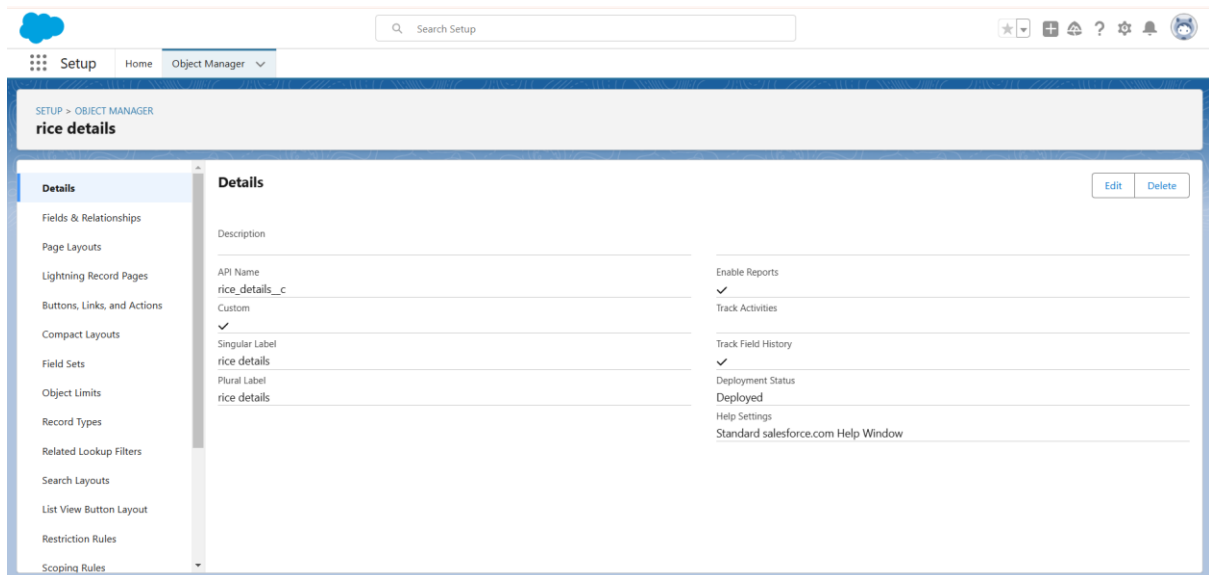 Search Setup
Setup
Home
Object Manager
SETUP > OBJECT MANAGER
rice details
Details
Fields & Relationships
Page Layouts
Lightning Record Pages
Buttons, Links, and Actions
Compact Layouts
Field Sets
Object Limits
Record Types
Related Lookup Filters
Search Layouts
List View Button Layout
Restriction Rules
Scoping Rules
Details
Edit
Delete
Description
API Name
rice_details__c
Custom
Singular Label
rice details
Plural Label
rice details
Enable Reports
Track Activities
Track Field History
Deployment Status
Deployed
Help Settings
Standard salesforce.com Help Window